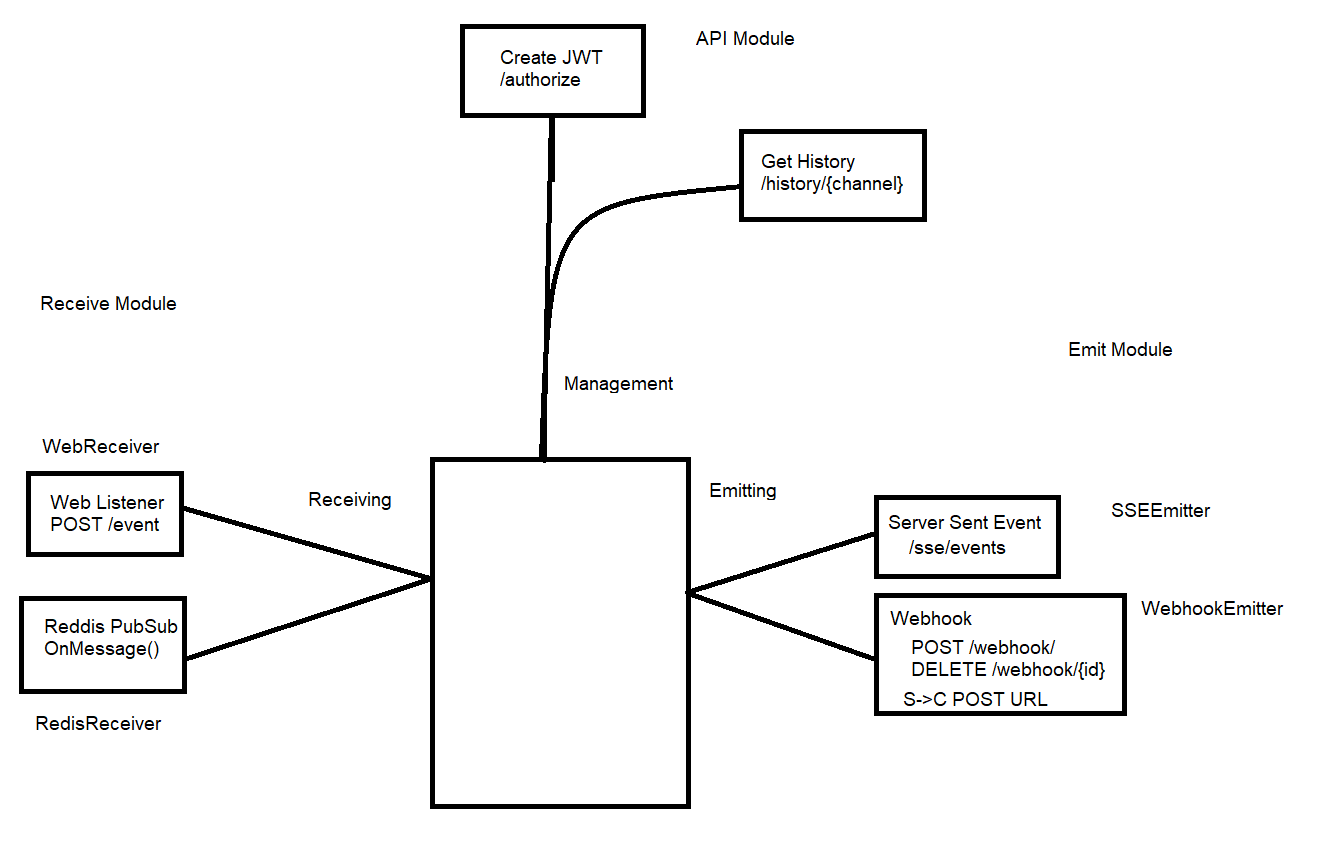 API Module
Create JWT
/authorize
Get History
/history/{channel}
Receive Module
Emit Module
Management
WebReceiver
Web Listener
POST /event
Receiving
Emitting
Server Sent Event
/sse/events
SSEEmitter
Reddis PubSub
OnMessage()
RedisReceiver
Webhook
POST /webhook/
DELETE /webhook/{id}
S->C POST URL
WebhookEmitter